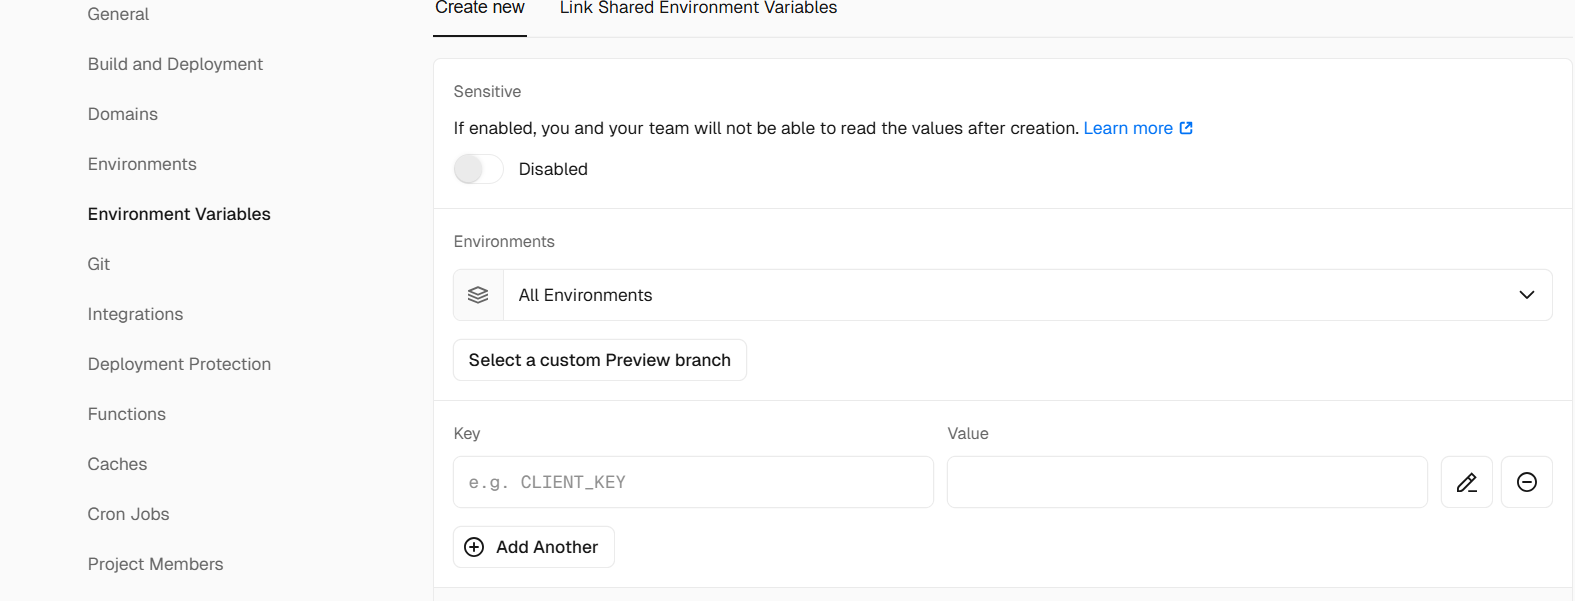 General
Build and Deployment
Domains
Environments
Environment Variables
Git
Integrations
Deployment Protection
Functions
Caches
Cron Jobs
Project Members
Create new
Link Shared Environment Variables
Sensitive
If enabled, you and your team will not be able to read the values after creation. Learn more
Disabled
Environments
All Environments
Select a custom Preview branch
Key
Value
e.g. CLIENT_KEY
Add Another